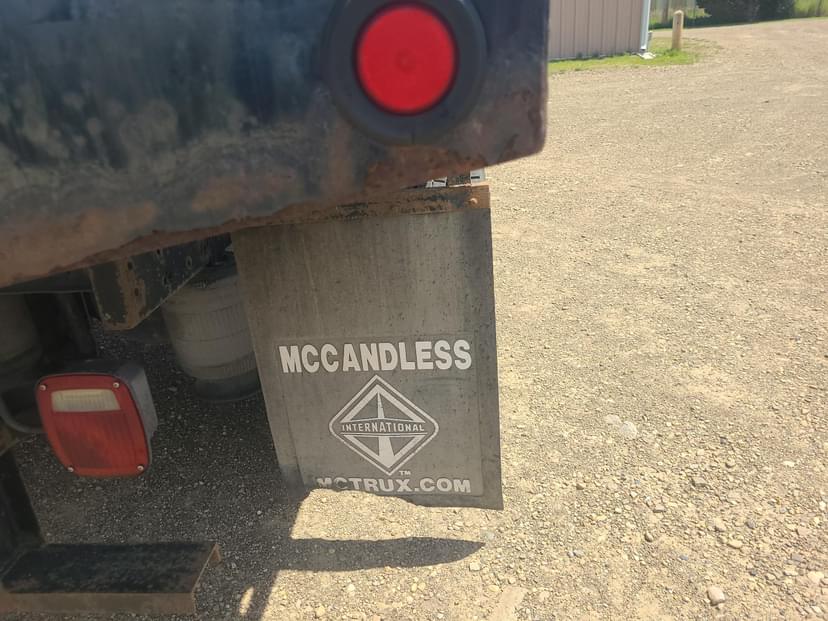 MCCANDLESS
INTERNATIONAL
TM
MCTRUX.COM